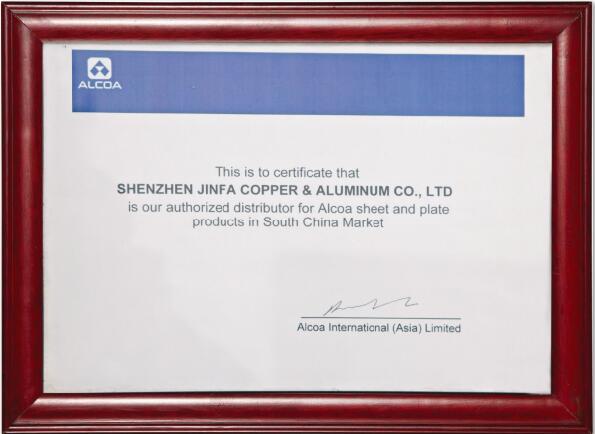 ALCOA
This is to certificate that
SHENZHEN JINFA COPPER & ALUMINUM CO., LTD
is our authorized distributor for Alcoa sheet and plate
products in South China Market
Alcoa International (Asia) Limited